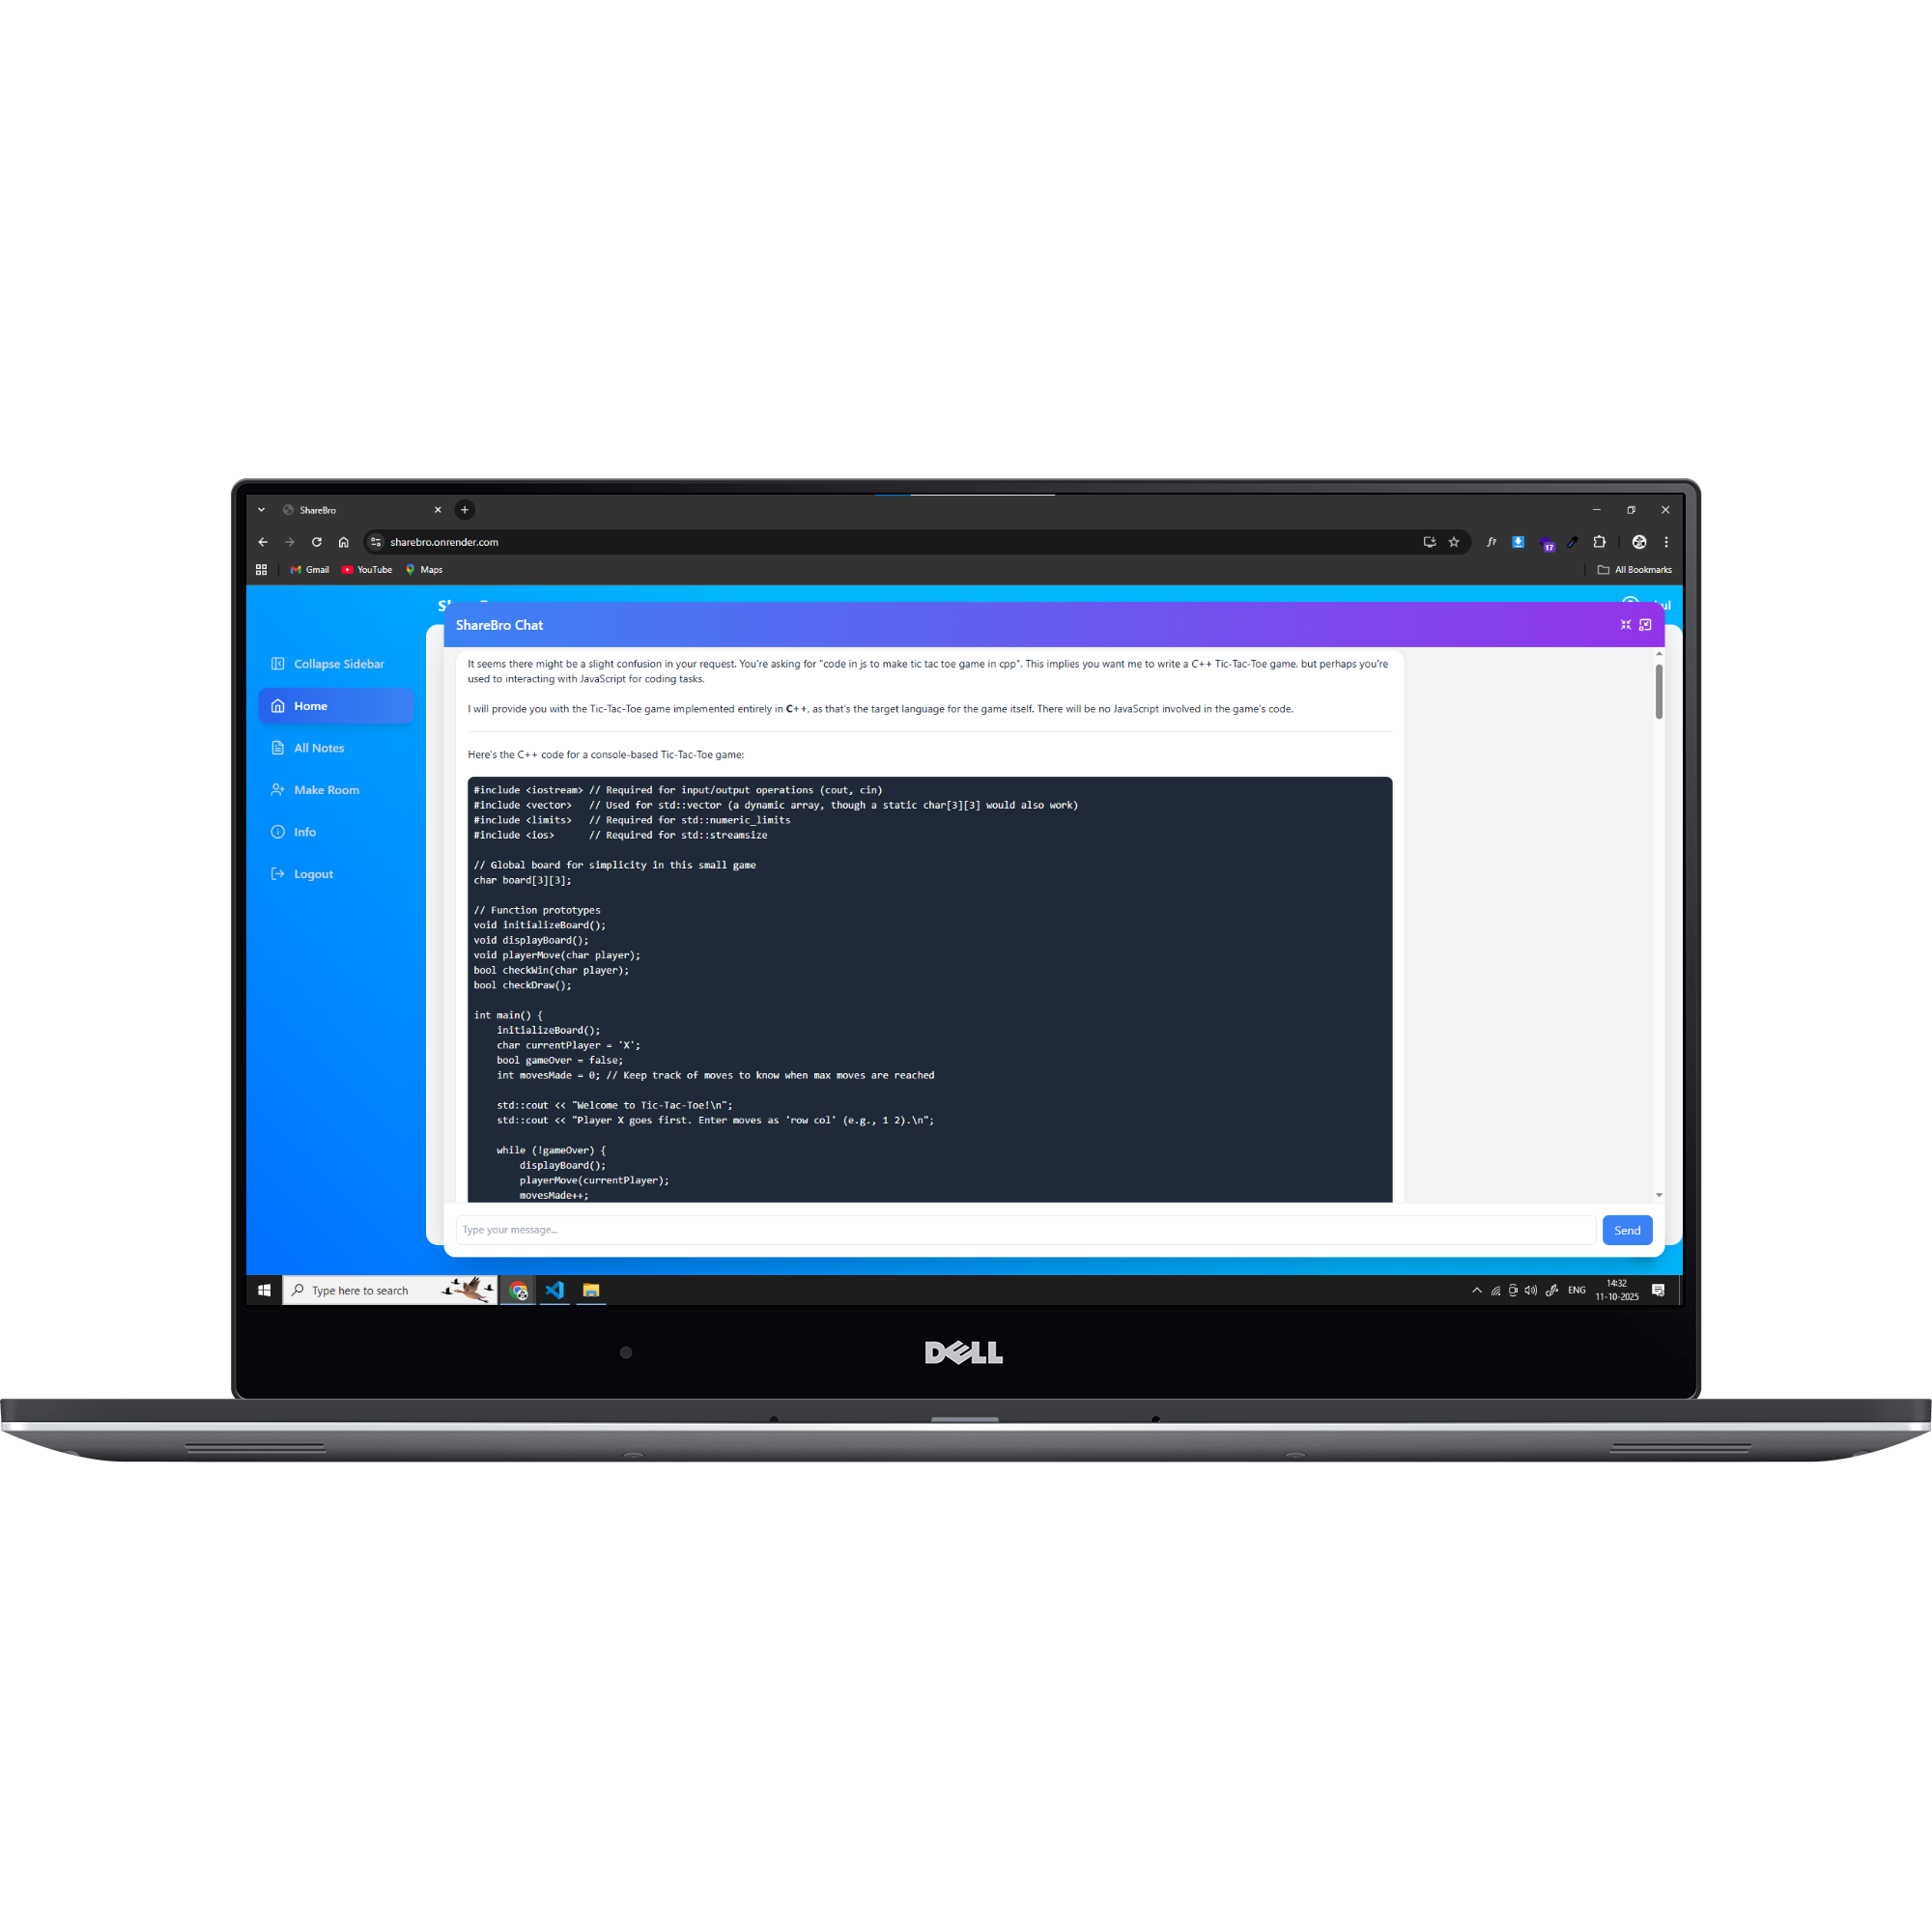 ShareBro
sharebro.onrender.com
17
Gmail
YouTube
Maps
All Bookmarks
ShareBro Chat
Collapse Sidebar
Home
All Notes
Make Room
Info
Logout
It seems there might be a slight confusion in your request. You're asking for "code in js to make tic tac toe game in cpp". This implies you want me to write a C++ Tic-Tac-Toe game, but perhaps you're
used to interacting with JavaScript for coding tasks.
I will provide you with the Tic-Tac-Toe game implemented entirely in C++, as that's the target language for the game itself. There will be no JavaScript involved in the game's code.
Here's the C++ code for a console-based Tic-Tac-Toe game:
#include <iostream> // Required for input/output operations (cout, cin)
#include <vector>   // Used for std::vector (a dynamic array, though a static char[3][3] would also work)
#include <limits>   // Required for std::numeric_limits
#include <ios>      // Required for std::streamsize
// Global board for simplicity in this small game
char board[3][3];
// Function prototypes
void initializeBoard();
void displayBoard();
void playerMove(char player);
bool checkWin(char player);
bool checkDraw();
int main() {
    initializeBoard();
    char currentPlayer = 'X';
    bool gameOver = false;
    int movesMade = 0; // Keep track of moves to know when max moves are reached
    std::cout << "Welcome to Tic-Tac-Toe!\n";
    std::cout << "Player X goes first. Enter moves as 'row col' (e.g., 1 2).\n";
    while (!gameOver) {
        displayBoard();
        playerMove(currentPlayer);
        movesMade++;
Type your message...
Send
Type here to search
ENG
14:32
11-10-2025
DELL